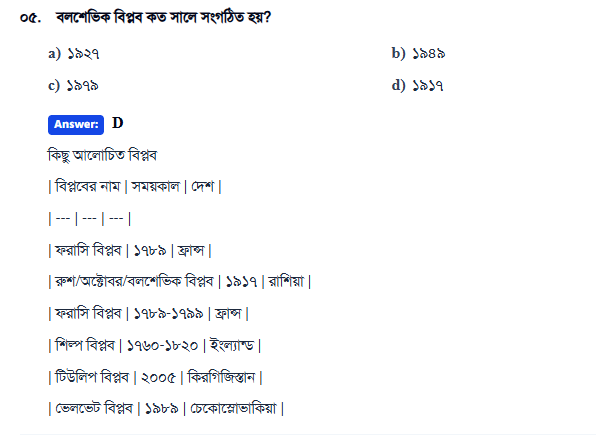 ০৫. বলশেভিক বিপ্লব কত সালে সংগঠিত হয়?
a) ১৯২৭ b) ১৯৪৯
c) ১৯৭৯ d) ১৯১৭
Answer: D
কিছু আলোচিত বিপ্লব
| বিপ্লবের নাম | সময়কাল | দেশ |
| --- | --- | --- |
| ফরাসি বিপ্লব | ১৭৮৯ | ফ্রান্স |
| রুশ/অক্টোবর/বলশেভিক বিপ্লব | ১৯১৭ | রাশিয়া |
| ফরাসি বিপ্লব | ১৭৮৯-১৭৯৯ | ফ্রান্স |
| শিল্প বিপ্লব | ১৭৬০-১৮২০ | ইংল্যান্ড |
| টিউলিপ বিপ্লব | ২০০৫ | কিরগিজিস্তান |
| ভেলভেট বিপ্লব | ১৯৮৯ | চেকোস্লোভাকিয়া |